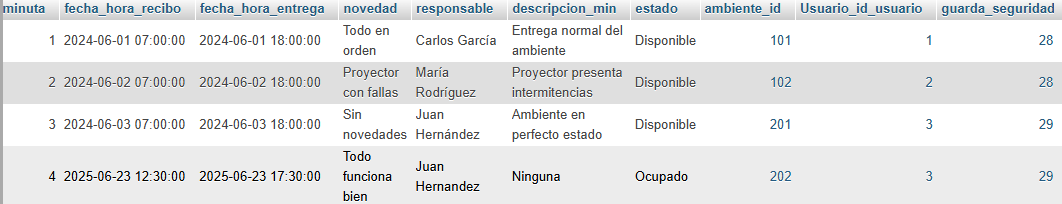 minuta fecha_hora_recibo fecha_hora_entrega novedad responsable descripcion_min estado ambiente_id Usuario_id_usuario guarda_seguridad
1 2024-06-01 07:00:00 2024-06-01 18:00:00 Todo en orden Carlos García Entrega normal del ambiente Disponible 101 1 28
2 2024-06-02 07:00:00 2024-06-02 18:00:00 Proyector con fallas María Rodríguez Proyector presenta intermitencias Disponible 102 2 28
3 2024-06-03 07:00:00 2024-06-03 18:00:00 Sin novedades Juan Hernández Ambiente en perfecto estado Disponible 201 3 29
4 2025-06-23 12:30:00 2025-06-23 17:30:00 Todo funciona bien Juan Hernandez Ninguna Ocupado 202 3 29